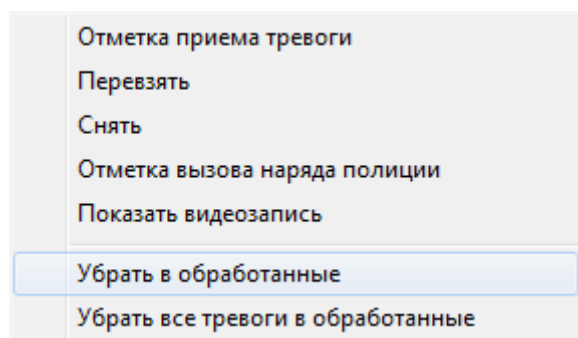 Отметка приема тревоги
Перевзять
Снять
Отметка вызова наряда полиции
Показать видеозапись
Убрать в обработанные
Убрать все тревоги в обработанные